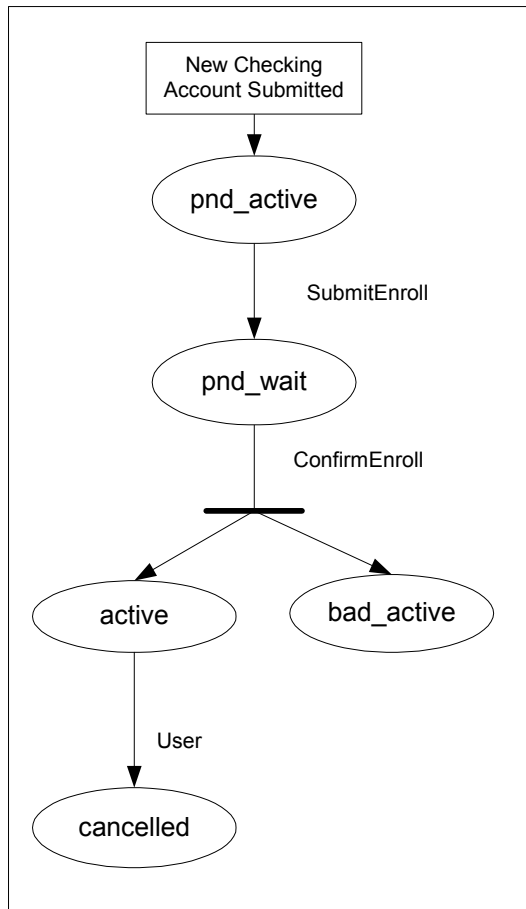 New Checking
Account Submitted
pnd_active
SubmitEnroll
pnd_wait
ConfirmEnroll
active
bad_active
User
cancelled